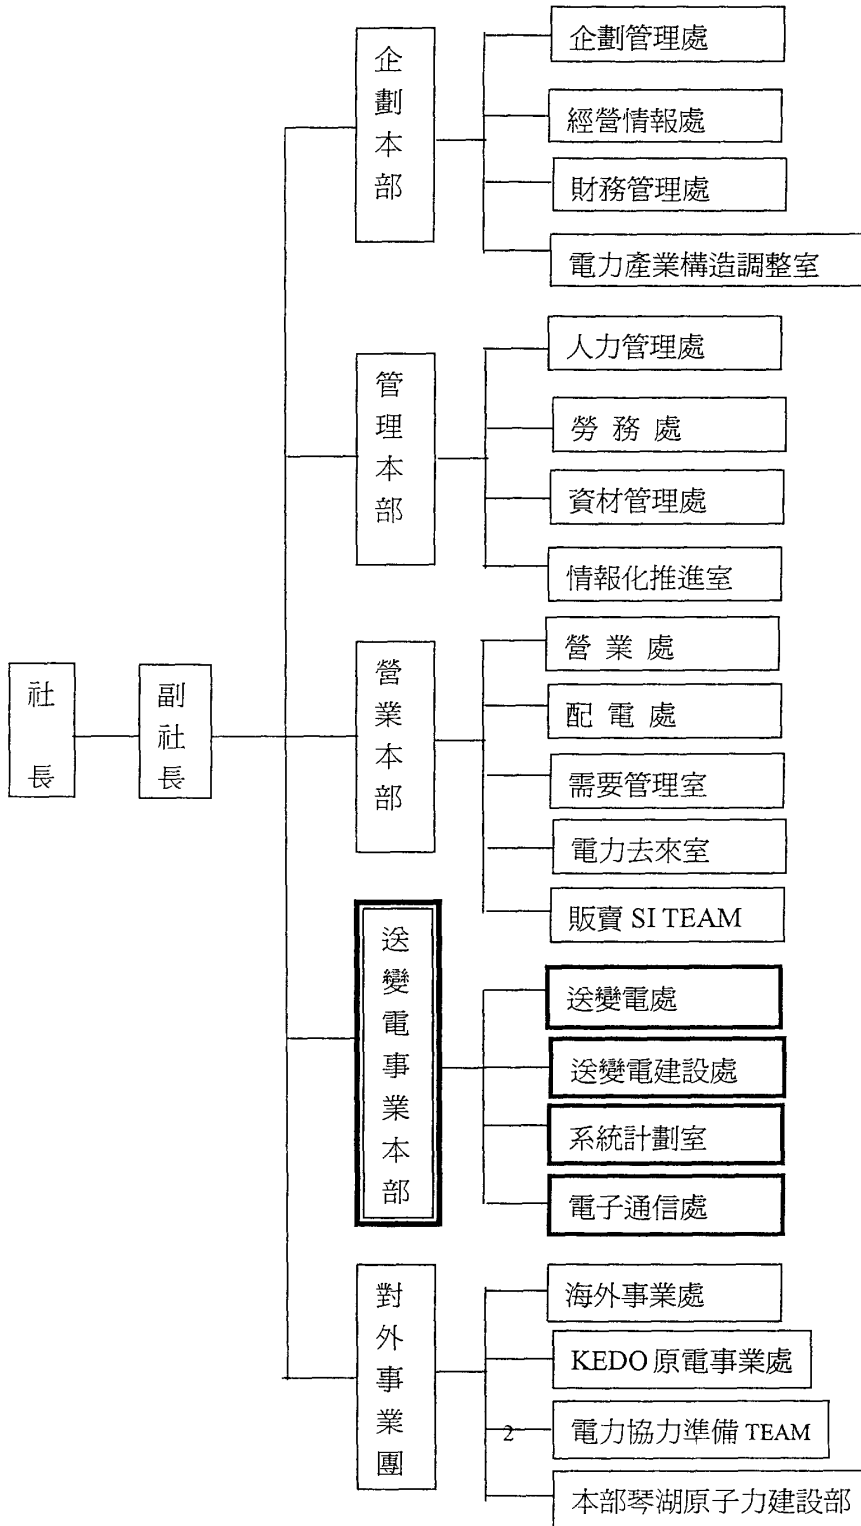 社長
副社長
企劃本部
企劃管理處
經營情報處
財務管理處
電力產業構造調整室
管理本部
人力管理處
勞務處
資材管理處
情報化推進室
營業本部
營業處
配電處
需要管理室
電力去來室
販賣 SI TEAM
送變電事業本部
送變電處
送變電建設處
系統計劃室
電子通信處
對外事業團
海外事業處
KEDO 原電事業處
電力協力準備 TEAM
本部琴湖原子力建設部
2